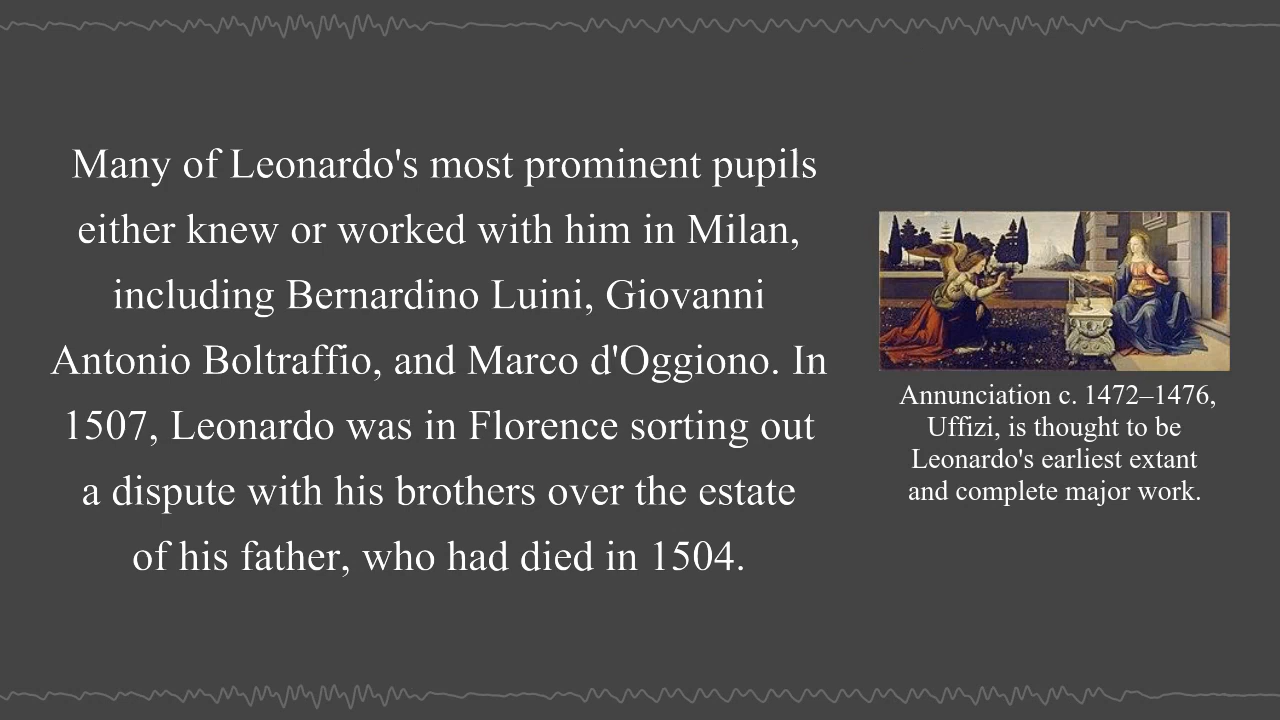 Many of Leonardo's most prominent pupils
either knew or worked with him in Milan,
including Bernardino Luini, Giovanni
Antonio Boltraffio, and Marco d'Oggiono. In
1507, Leonardo was in Florence sorting out
a dispute with his brothers over the estate
of his father, who had died in 1504.
Annunciation c. 1472–1476,
Uffizi, is thought to be
Leonardo's earliest extant
and complete major work.